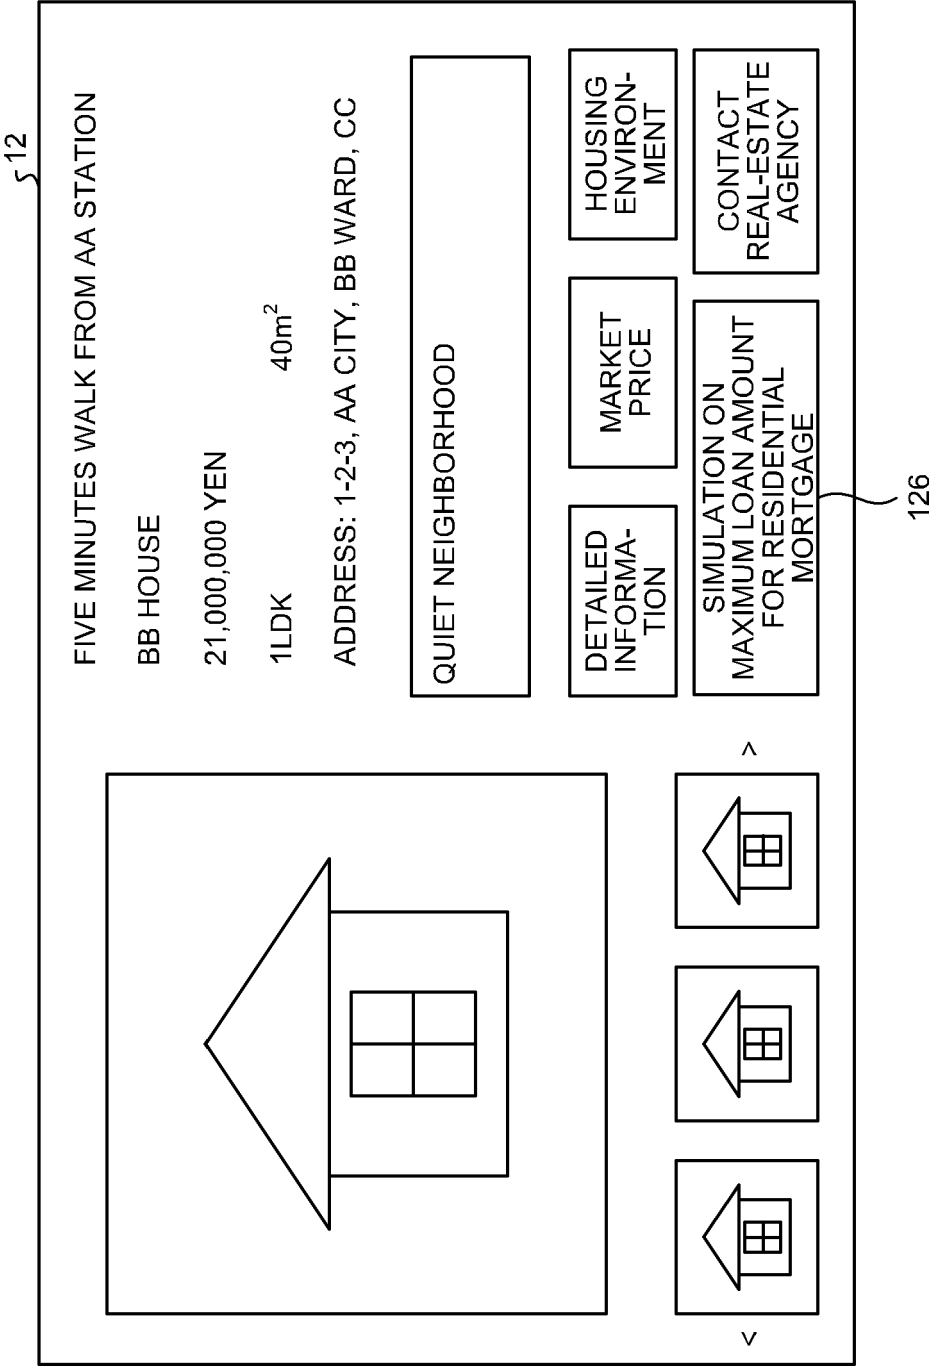 12
FIVE MINUTES WALK FROM AA STATION
BB HOUSE
21,000,000 YEN
1LDK 40m²
ADDRESS: 1-2-3, AA CITY, BB WARD, CC
QUIET NEIGHBORHOOD
DETAILED
INFORMA-
TION
MARKET
PRICE
HOUSING
ENVIRON-
MENT
SIMULATION ON
MAXIMUM LOAN AMOUNT
FOR RESIDENTIAL
MORTGAGE
CONTACT
REAL-ESTATE
AGENCY
< >
126